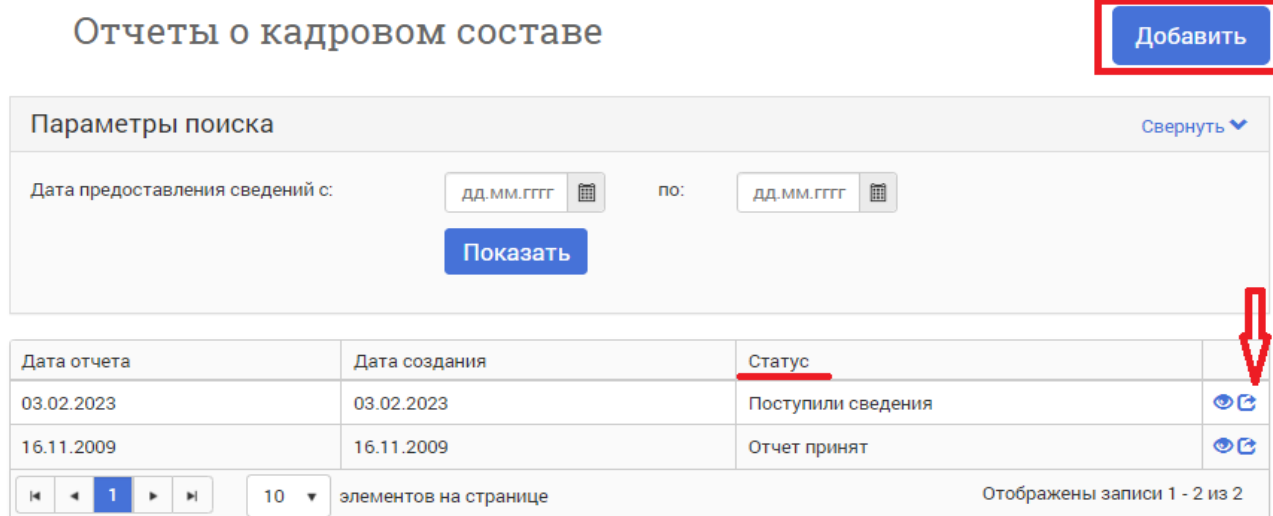 Отчеты о кадровом составе
Добавить
Параметры поиска
Свернуть
Дата предоставления сведений с: дд.мм.гггг по: дд.мм.гггг
Показать
Дата отчета Дата создания Статус
03.02.2023 03.02.2023 Поступили сведения
16.11.2009 16.11.2009 Отчет принят
1 10 элементов на странице Отображены записи 1 - 2 из 2